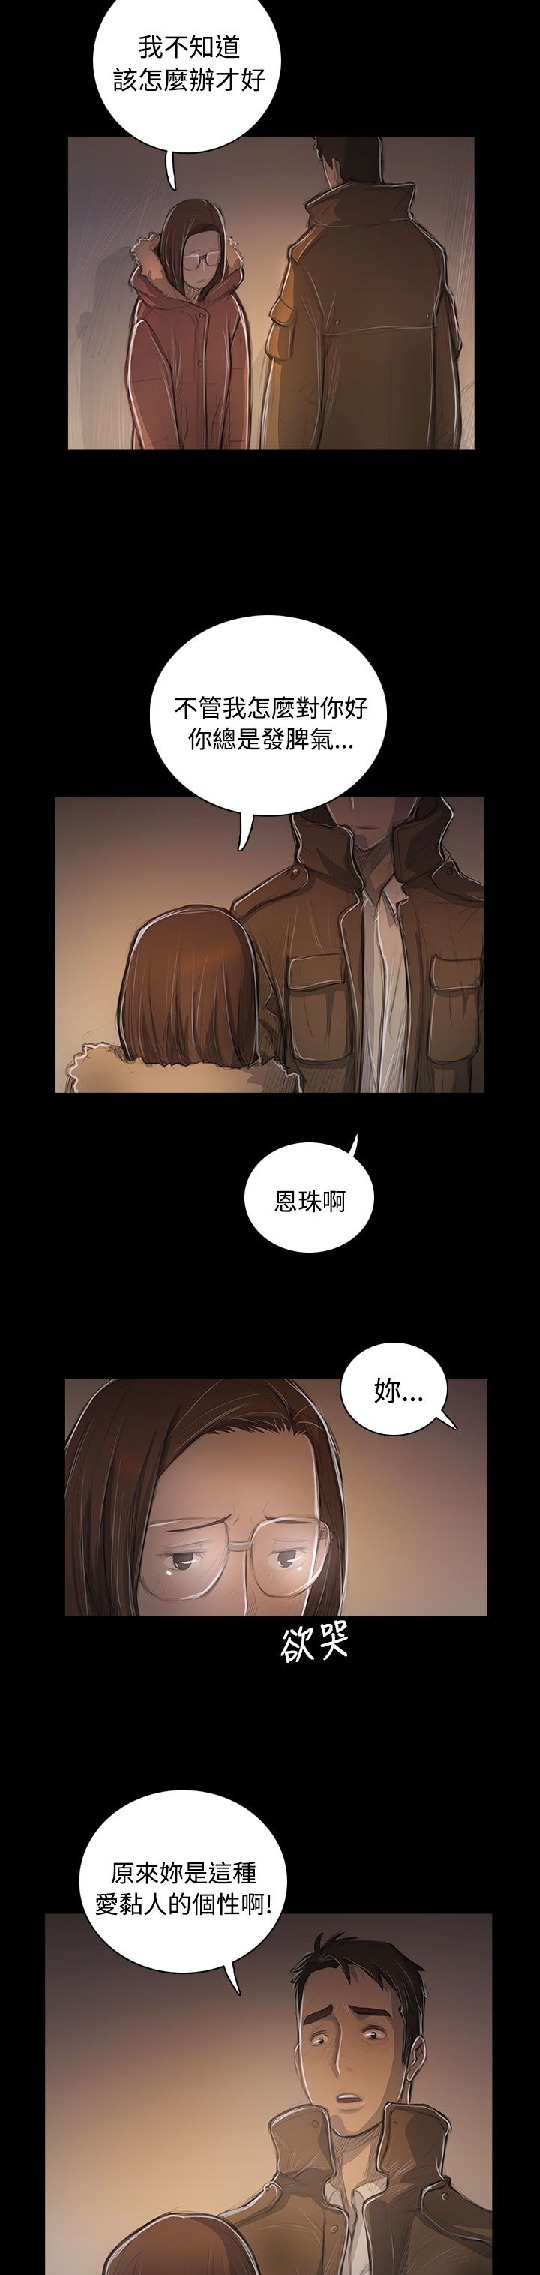 我不知道
該怎麼辦才好
不管我怎麼對你好
你總是發脾氣...
恩珠啊
妳...
欲哭
原來妳是這種
愛黏人的個性啊!